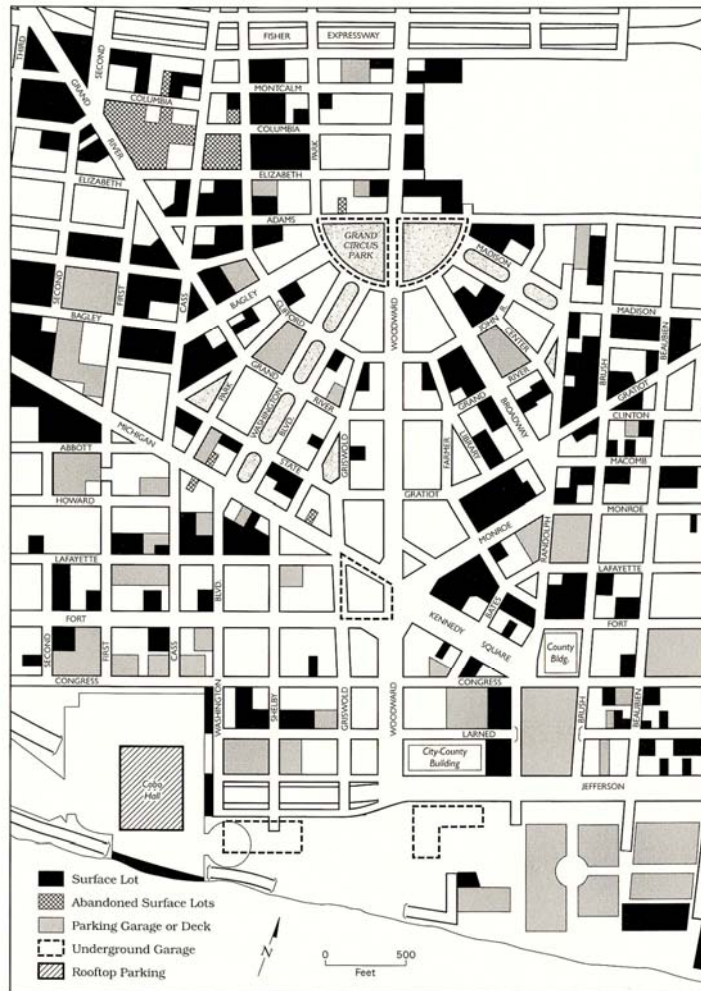 FISHER EXPRESSWAY
THIRD
SECOND
GRAND
RIVER
COLUMBIA
MONTCALM
COLUMBIA
PARK
ELIZABETH
ELIZABETH
ADAMS
GRAND
CIRCUS
PARK
MADISON
SECOND
FIRST
CASS
BAGLEY
CLIFFORD
WOODWARD
JOHN R.
CENTER
MADISON
BEAUBIEN
BAGLEY
GRAND
RIVER
PARK
WASHINGTON
BLVD.
GRAND
RIVER
BROADWAY
BRUSH
GRATIOT
MICHIGAN
STATE
GRISWOLD
FARMER
LIBRARY
CLINTON
ABBOTT
MACOMB
HOWARD
GRATIOT
MONROE
MONROE
RANDOLPH
LAFAYETTE
LAFAYETTE
BLVD.
FORT
KENNEDY
SQUARE
BATES
FORT
SECOND
FIRST
CASS
County
Bldg.
CONGRESS
CONGRESS
WASHINGTON
SHELBY
GRISWOLD
WOODWARD
BRUSH
BEAUBIEN
LARNED
City-County
Building
JEFFERSON
Cobo
Hall
Surface Lot
Abandoned Surface Lots
Parking Garage or Deck
Underground Garage
Rooftop Parking
N
0 500
Feet